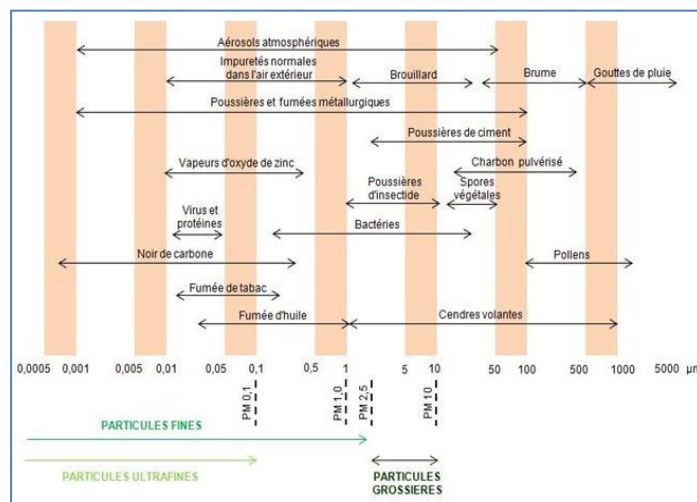 Aérosols atmosphériques
Impuretés normales
dans l'air extérieur
Brouillard
Brume
Gouttes de pluie
Poussières et fumées métallurgiques
Poussières de ciment
Vapeurs d'oxyde de zinc
Charbon pulvérisé
Poussières
d'insectide
Spores
végétales
Virus et
protéines
Bactéries
Noir de carbone
Pollens
Fumée de tabac
Fumée d'huile
Cendres volantes
0,0005 0,001 0,005 0,01 0,05 0,1 0,5 1 5 10 50 100 500 1000 5000 µm
PM 0,1
PM 1,0
PM 2,5
PM 10
PARTICULES FINES
PARTICULES ULTRAFINES
PARTICULES
GROSSIERES